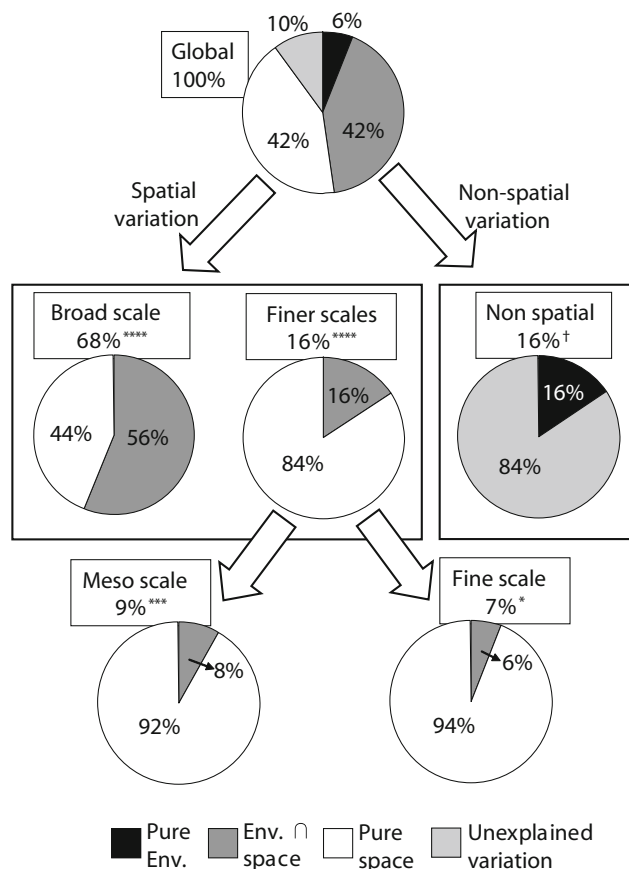 10%
6%
Global
100%
42%
42%
Spatial
variation
Non-spatial
variation
Broad scale
68%****
Finer scales
16%****
Non spatial
16%†
44%
56%
16%
84%
16%
84%
Meso scale
9%***
Fine scale
7%*
8%
92%
6%
94%
Pure
Env.
Env. ∩
space
Pure
space
Unexplained
variation